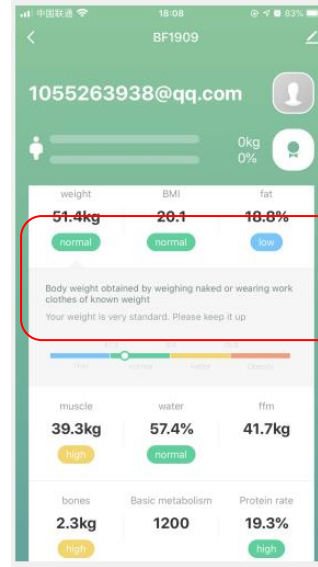 中国联通 18:08 83%
BF1909
1055263938@qq.com
0kg
0%
weight BMI fat
51.4kg 20.1 18.8%
normal normal low
Body weight obtained by weighing naked or wearing work
clothes of known weight
Your weight is very standard. Please keep it up
normal
muscle water ffm
39.3kg 57.4% 41.7kg
high normal
bones Basic metabolism Protein rate
2.3kg 1200 19.3%
high high